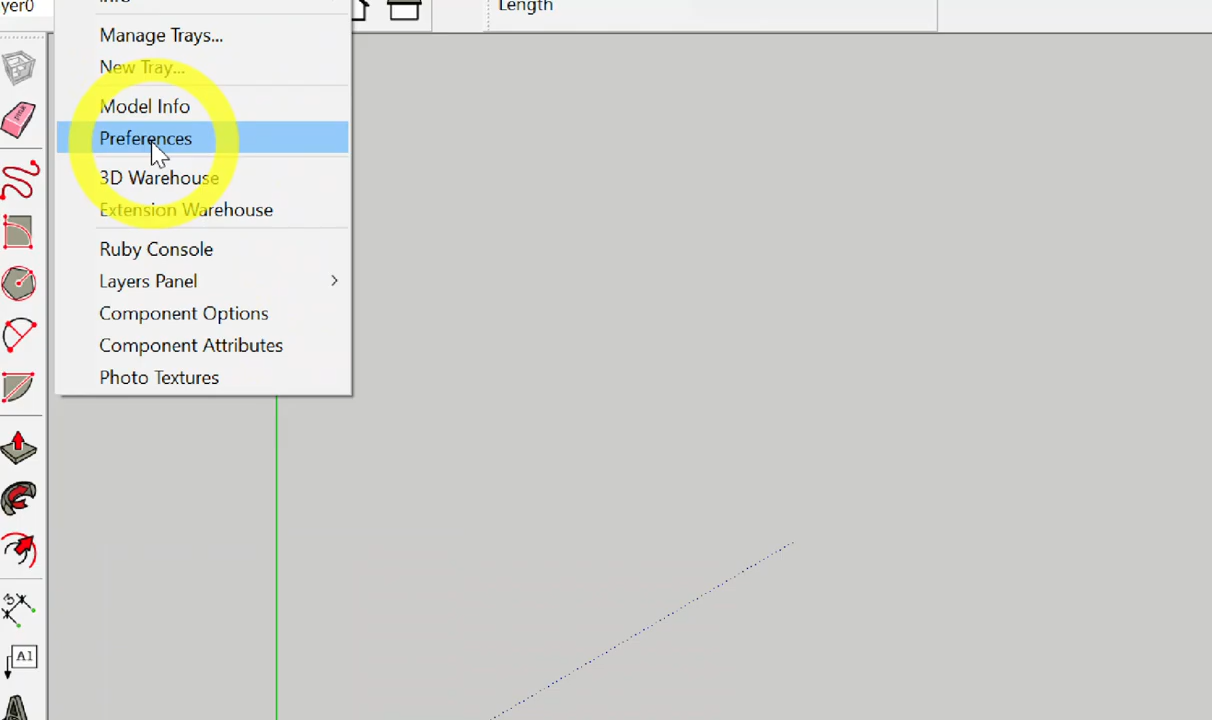 yer0
Length
Manage Trays...
New Tray...
Model Info
Preferences
3D Warehouse
Extension Warehouse
Ruby Console
Layers Panel
Component Options
Component Attributes
Photo Textures
A1